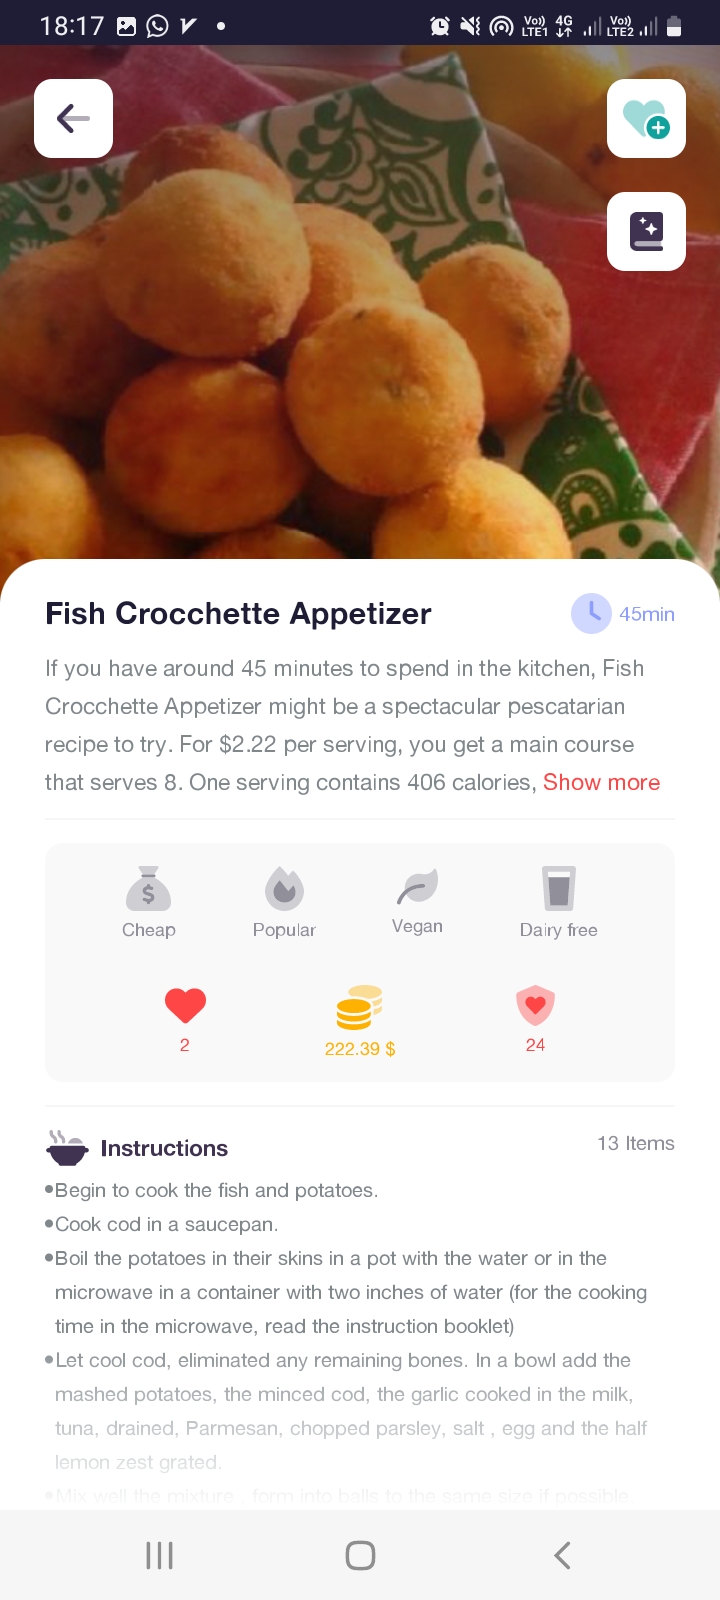 18:17
Vo)) LTE1 4G Vo)) LTE2
Fish Crocchette Appetizer
45min
If you have around 45 minutes to spend in the kitchen, Fish
Crocchette Appetizer might be a spectacular pescatarian
recipe to try. For $2.22 per serving, you get a main course
that serves 8. One serving contains 406 calories, Show more
Cheap Popular Vegan Dairy free
2 222.39 $ 24
Instructions 13 Items
•Begin to cook the fish and potatoes.
•Cook cod in a saucepan.
•Boil the potatoes in their skins in a pot with the water or in the
microwave in a container with two inches of water (for the cooking
time in the microwave, read the instruction booklet)
•Let cool cod, eliminated any remaining bones. In a bowl add the
mashed potatoes, the minced cod, the garlic cooked in the milk,
tuna, drained, Parmesan, chopped parsley, salt , egg and the half
lemon zest grated.
•Mix well the mixture , form into balls to the same size if possible.